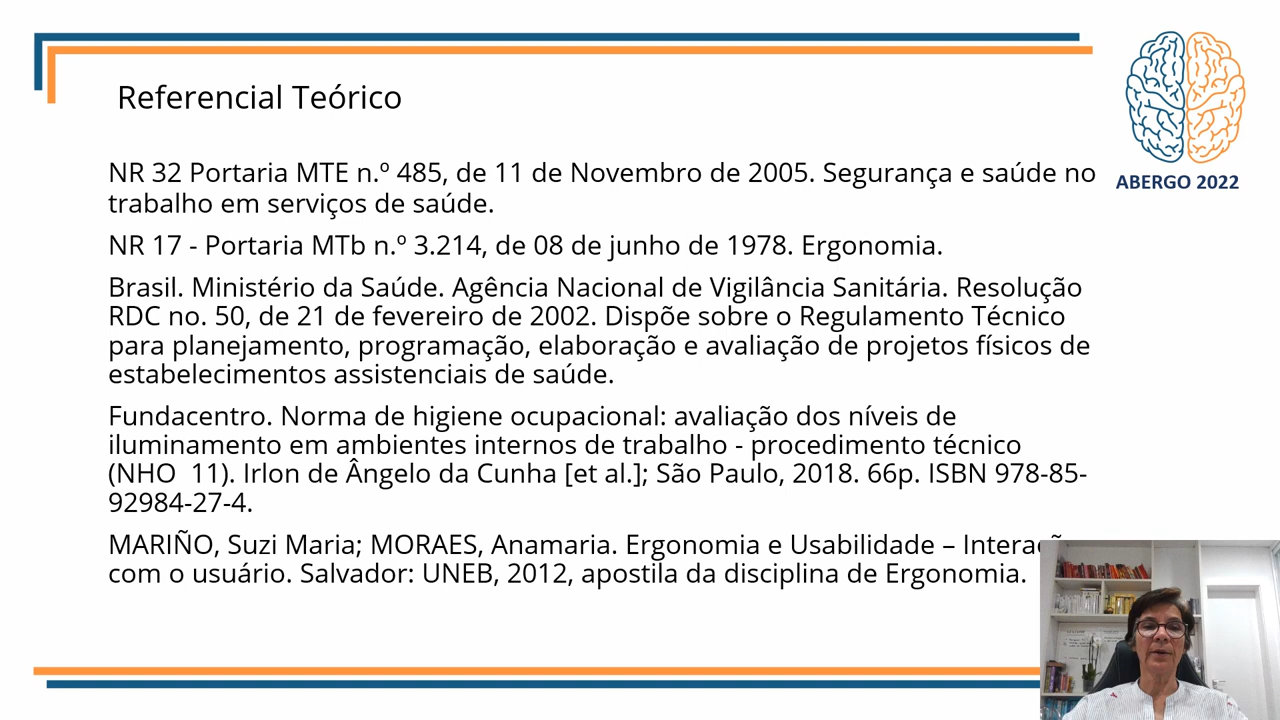 Referencial Teórico
ABERGO 2022
NR 32 Portaria MTE n.º 485, de 11 de Novembro de 2005. Segurança e saúde no
trabalho em serviços de saúde.
NR 17 - Portaria MTb n.º 3.214, de 08 de junho de 1978. Ergonomia.
Brasil. Ministério da Saúde. Agência Nacional de Vigilância Sanitária. Resolução
RDC no. 50, de 21 de fevereiro de 2002. Dispõe sobre o Regulamento Técnico
para planejamento, programação, elaboração e avaliação de projetos físicos de
estabelecimentos assistenciais de saúde.
Fundacentro. Norma de higiene ocupacional: avaliação dos níveis de
iluminamento em ambientes internos de trabalho - procedimento técnico
(NHO  11). Irlon de Ângelo da Cunha [et al.]; São Paulo, 2018. 66p. ISBN 978-85-
92984-27-4.
MARIÑO, Suzi Maria; MORAES, Anamaria. Ergonomia e Usabilidade – Interação
com o usuário. Salvador: UNEB, 2012, apostila da disciplina de Ergonomia.